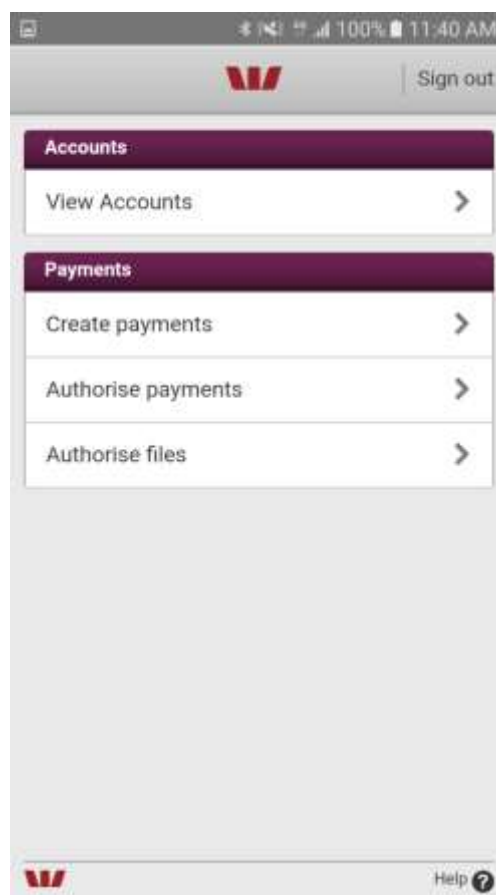 100% 11:40 AM
Sign out
Accounts
View Accounts
Payments
Create payments
Authorise payments
Authorise files
Help ?